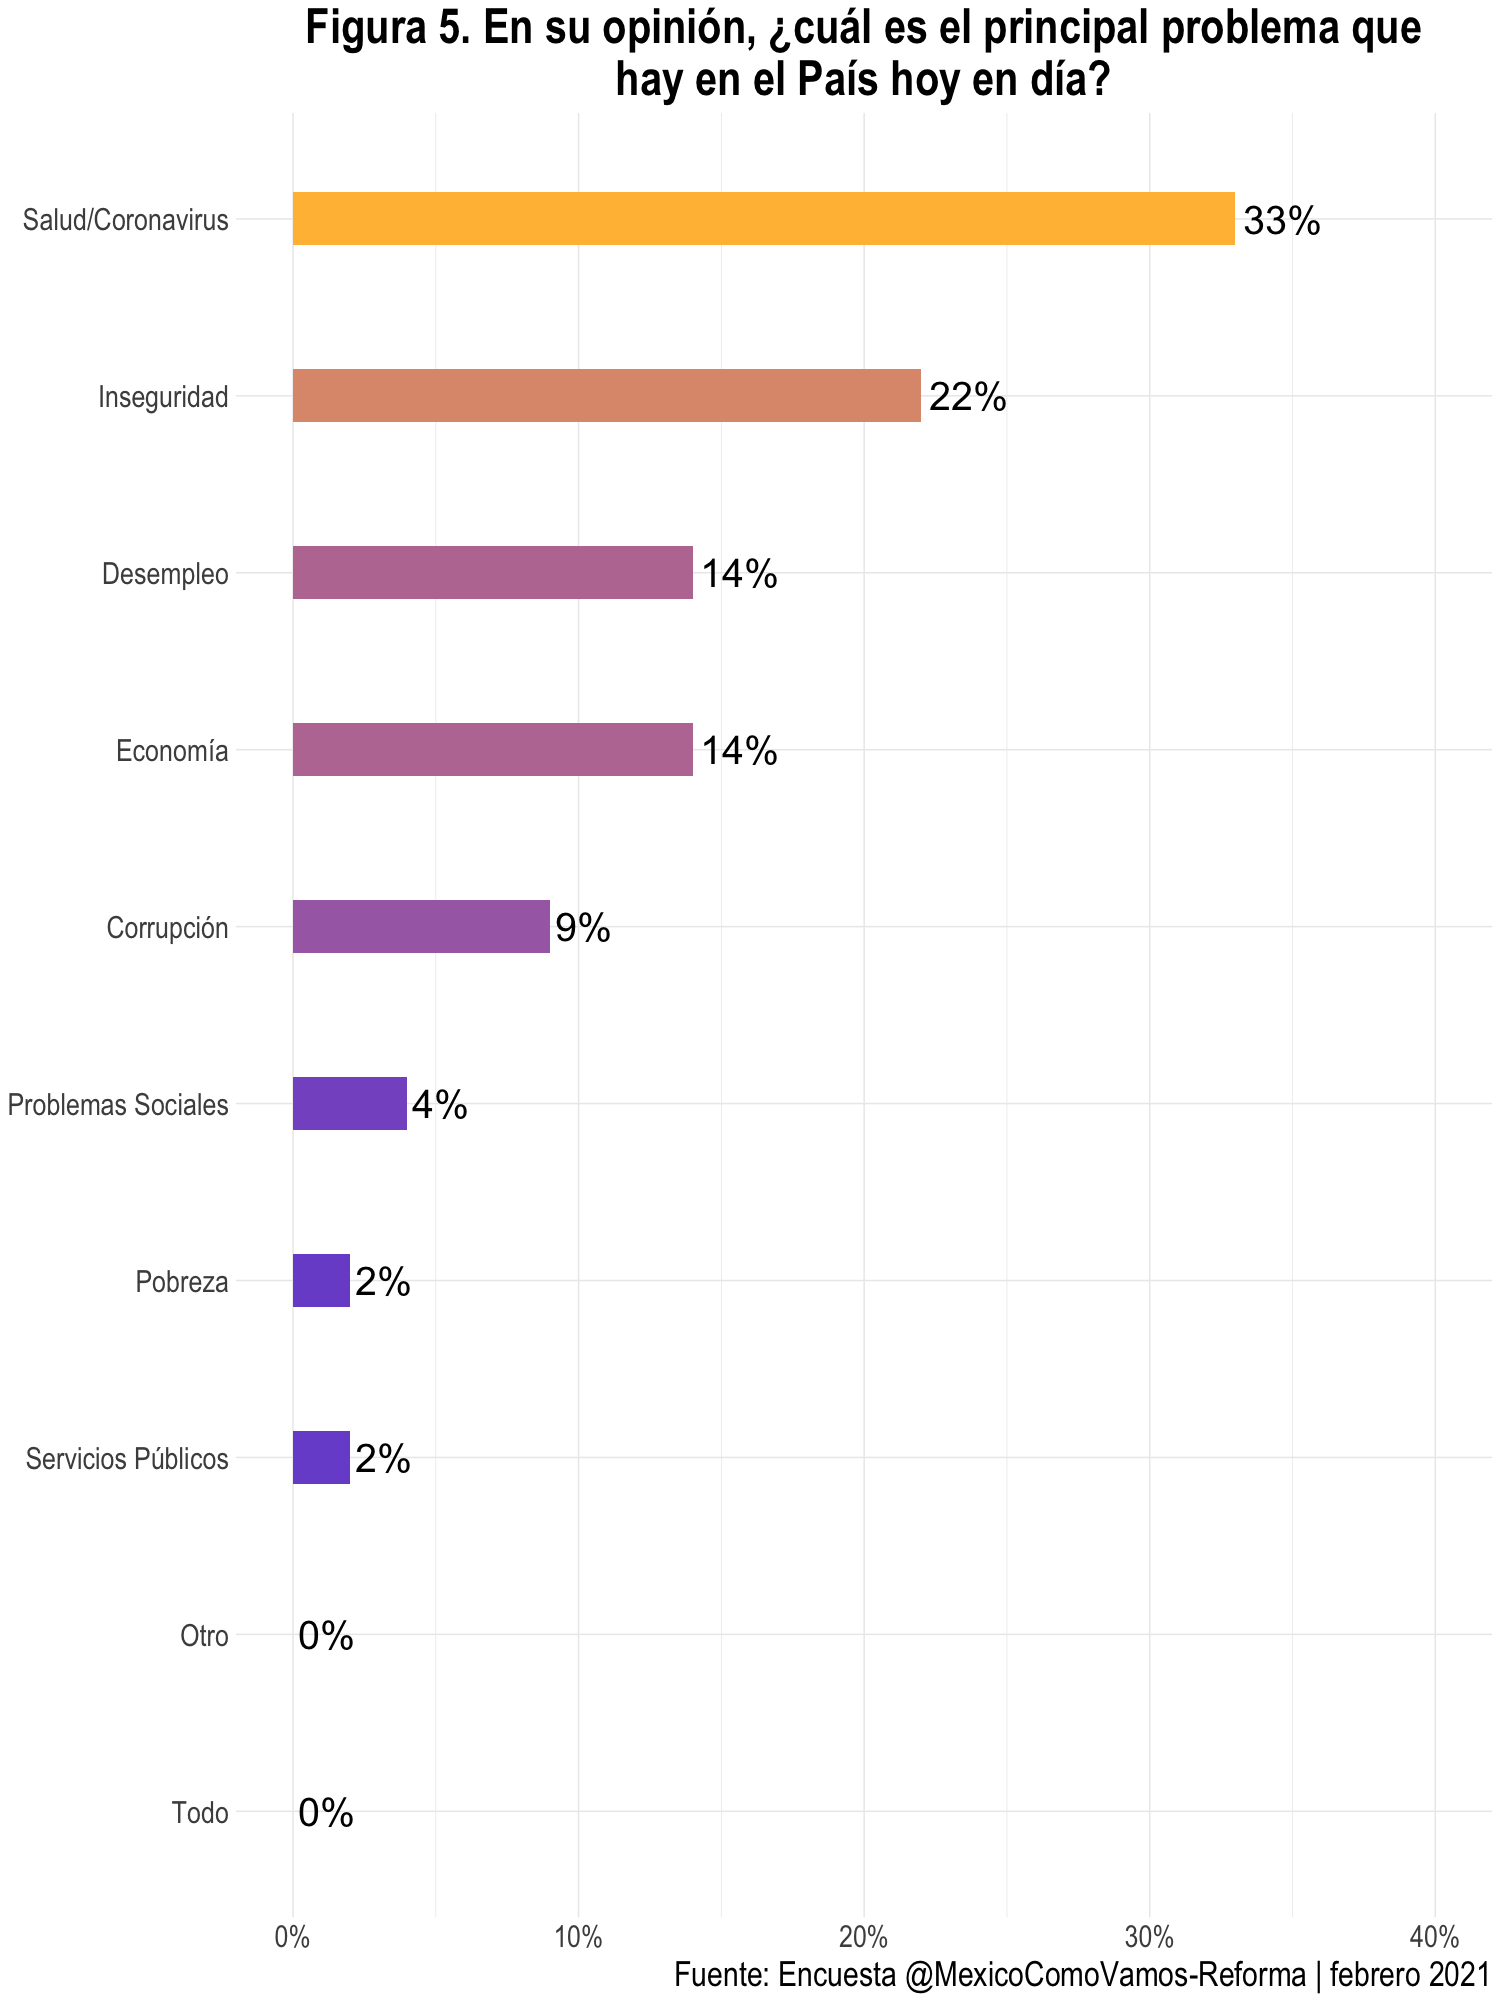 Figura 5. En su opinión, ¿cuál es el principal problema que
hay en el País hoy en día?
Salud/Coronavirus
33%
Inseguridad
22%
Desempleo
14%
Economía
14%
Corrupción
9%
Problemas Sociales
4%
Pobreza
2%
Servicios Públicos
2%
Otro
0%
Todo
0%
0% 10% 20% 30% 40%
Fuente: Encuesta @MexicoComoVamos-Reforma | febrero 2021